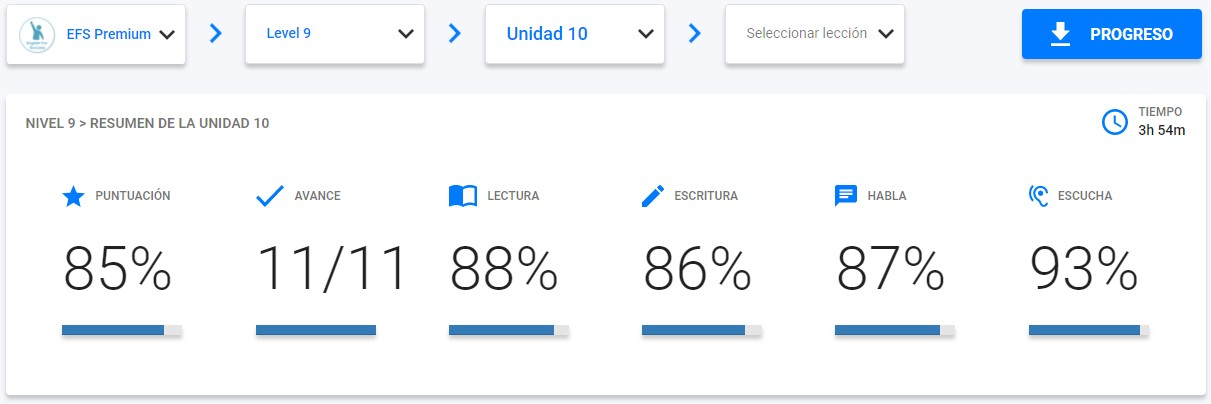 EFS Premium
Level 9
Unidad 10
Seleccionar lección
PROGRESO
NIVEL 9 > RESUMEN DE LA UNIDAD 10
TIEMPO
3h 54m
PUNTUACIÓN
AVANCE
LECTURA
ESCRITURA
HABLA
ESCUCHA
85%
11/11
88%
86%
87%
93%